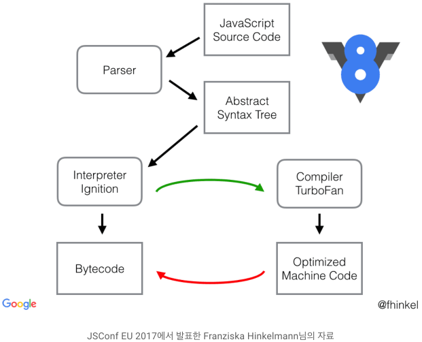 JavaScript
Source Code
Parser
Abstract
Syntax Tree
Interpreter
Ignition
Compiler
TurboFan
Bytecode
Optimized
Machine Code
Google
@fhinkel
JSConf EU 2017에서 발표한 Franziska Hinkelmann님의 자료